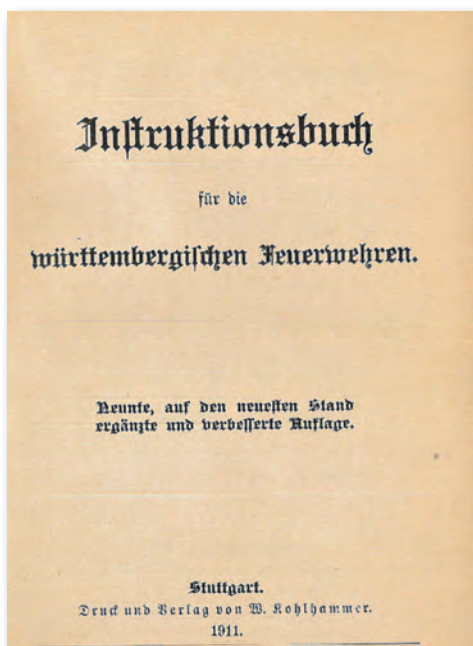 Instruktionsbuch
für die
württembergischen Feuerwehren.
Neunte, auf den neuesten Stand
ergänzte und verbesserte Auflage.
Stuttgart.
Druck und Verlag von W. Kohlhammer.
1911.